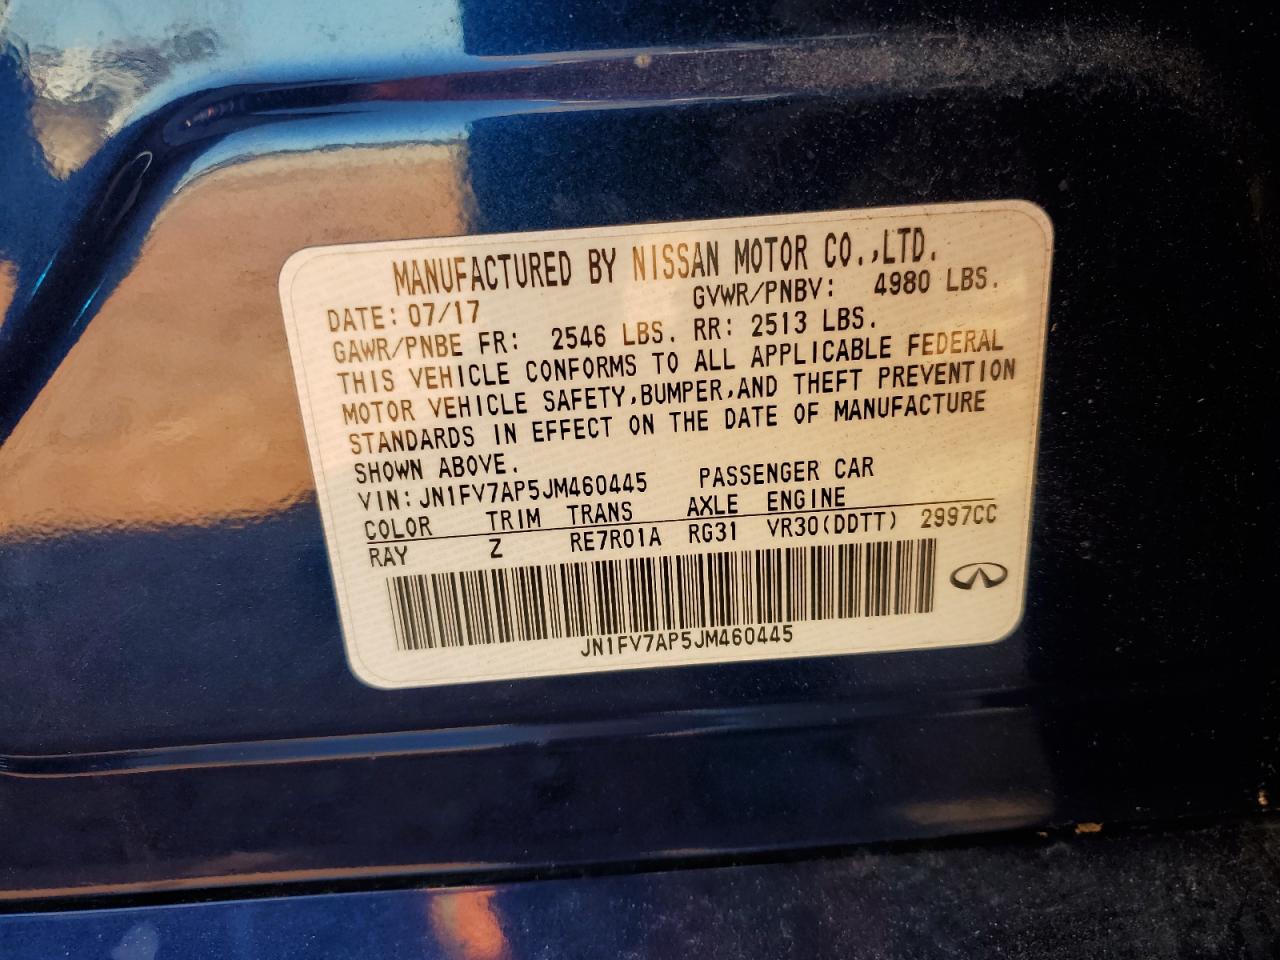 MANUFACTURED BY NISSAN MOTOR CO.,LTD.
DATE: 07/17 GVWR/PNBV: 4980 LBS.
GAWR/PNBE FR: 2546 LBS. RR: 2513 LBS.
THIS VEHICLE CONFORMS TO ALL APPLICABLE FEDERAL
MOTOR VEHICLE SAFETY,BUMPER,AND THEFT PREVENTION
STANDARDS IN EFFECT ON THE DATE OF MANUFACTURE
SHOWN ABOVE.
VIN: JN1FV7AP5JM460445 PASSENGER CAR
COLOR TRIM TRANS AXLE ENGINE
RAY Z RE7R01A RG31 VR30(DDTT) 2997CC
JN1FV7AP5JM460445